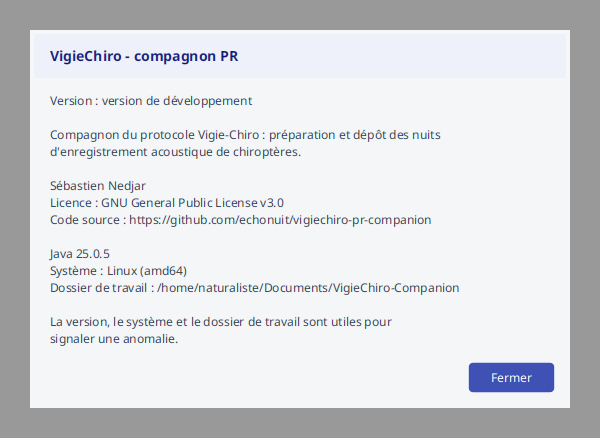 VigieChiro - compagnon PR
Version : version de développement
Compagnon du protocole Vigie-Chiro : préparation et dépôt des nuits
d'enregistrement acoustique de chiroptères.
Sébastien Nedjar
Licence : GNU General Public License v3.0
Code source : https://github.com/echonuit/vigiechiro-pr-companion
Java 25.0.5
Système : Linux (amd64)
Dossier de travail : /home/naturaliste/Documents/VigieChiro-Companion
La version, le système et le dossier de travail sont utiles pour
signaler une anomalie.
Fermer